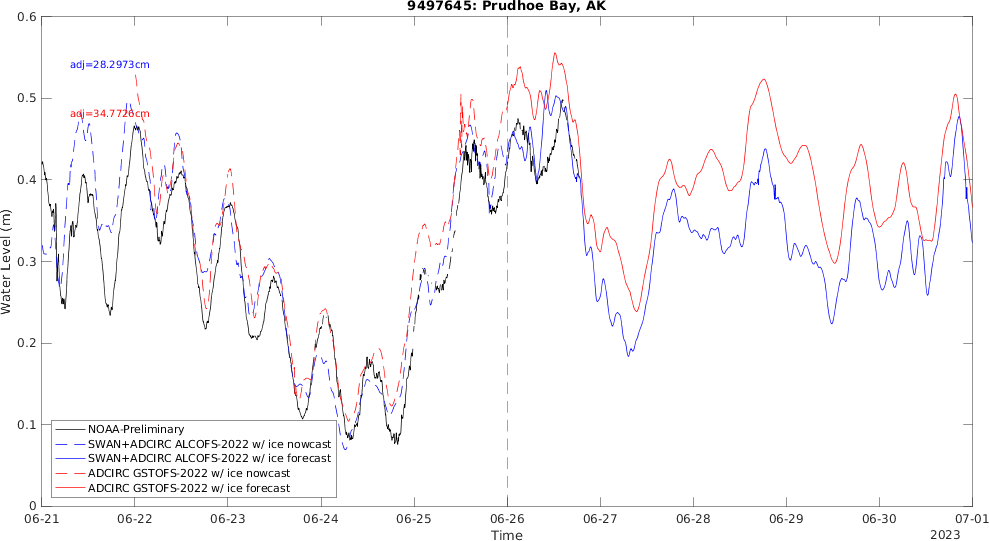 9497645: Prudhoe Bay, AK
0.6
adj=28.2973cm
0.5
adj=34.7726cm
0.4
0.3
Water Level (m)
0.2
0.1
NOAA-Preliminary
SWAN+ADCIRC ALCOFS-2022 w/ ice nowcast
SWAN+ADCIRC ALCOFS-2022 w/ ice forecast
ADCIRC GSTOFS-2022 w/ ice nowcast
ADCIRC GSTOFS-2022 w/ ice forecast
0
06-21 06-22 06-23 06-24 06-25 06-26 06-27 06-28 06-29 06-30 07-01
Time
2023